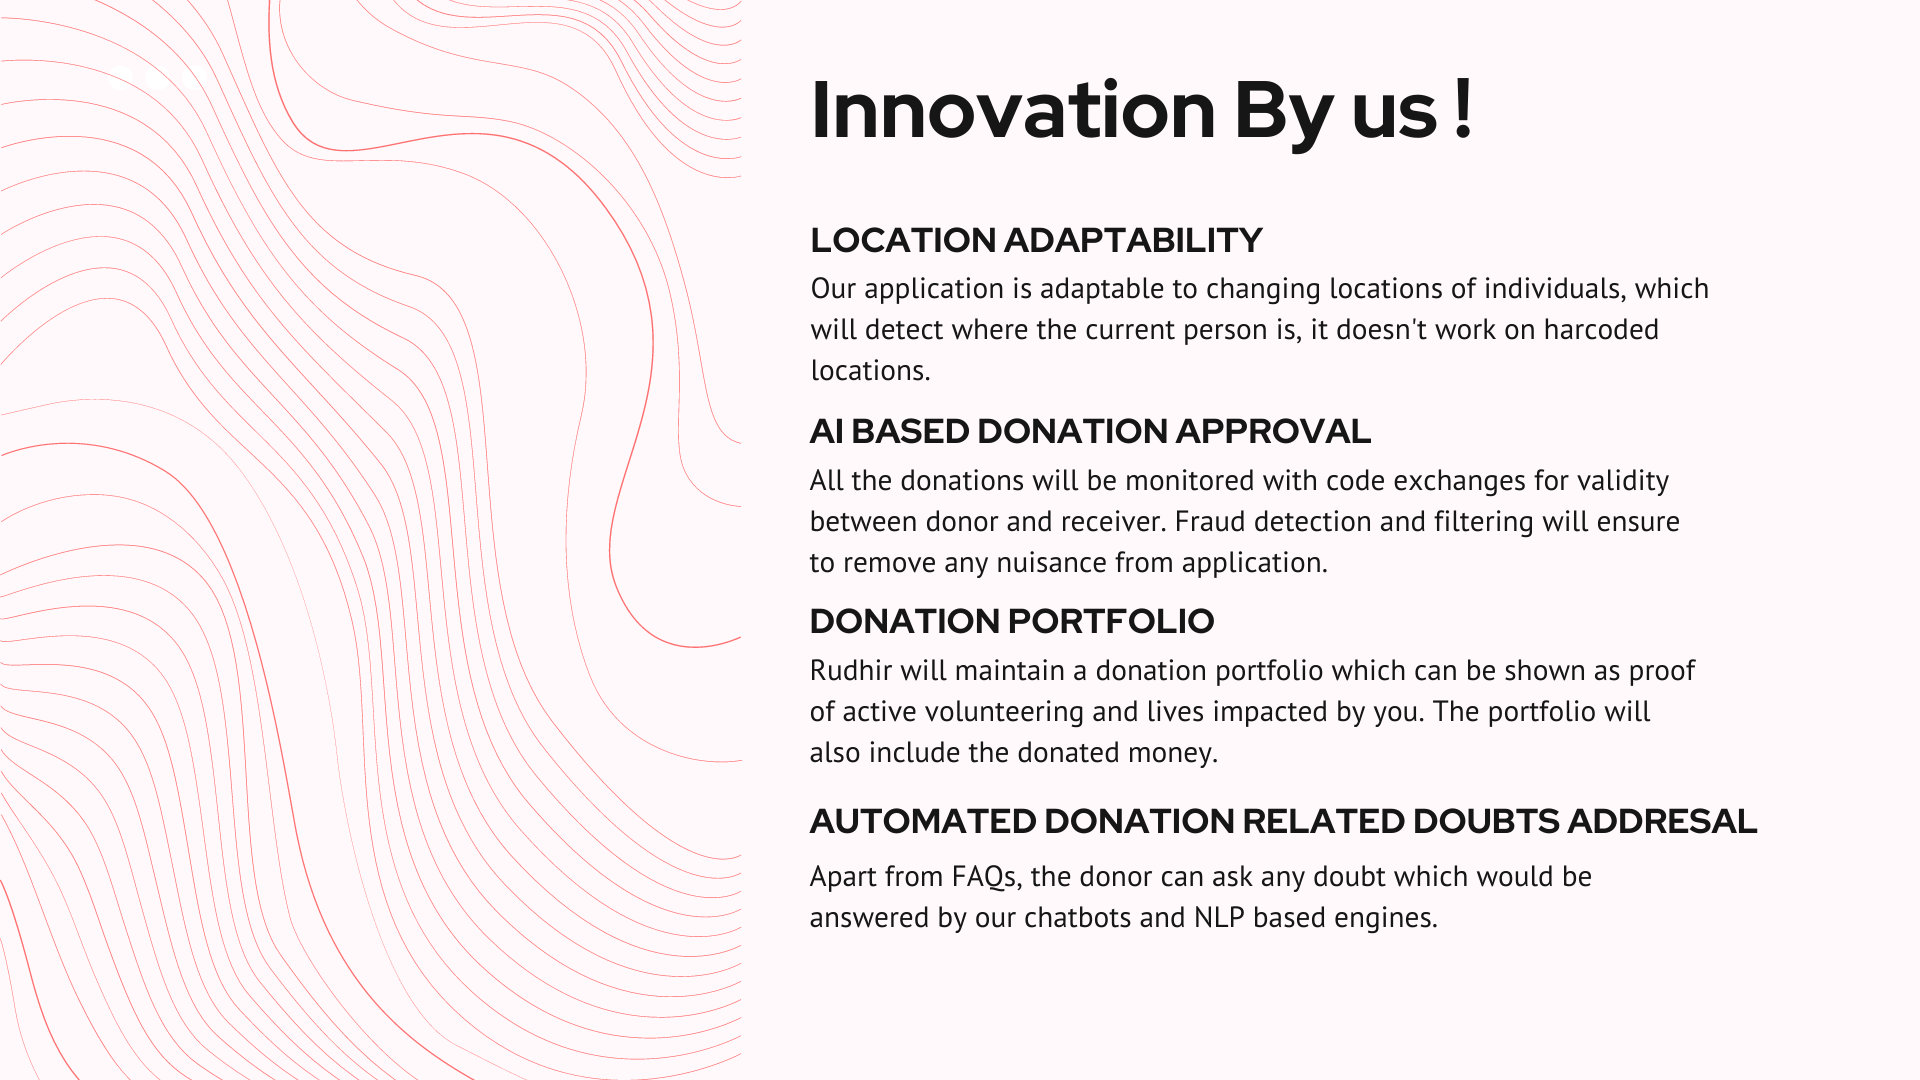 Innovation By us !
LOCATION ADAPTABILITY
Our application is adaptable to changing locations of individuals, which
will detect where the current person is, it doesn't work on harcoded
locations.
AI BASED DONATION APPROVAL
All the donations will be monitored with code exchanges for validity
between donor and receiver. Fraud detection and filtering will ensure
to remove any nuisance from application.
DONATION PORTFOLIO
Rudhir will maintain a donation portfolio which can be shown as proof
of active volunteering and lives impacted by you. The portfolio will
also include the donated money.
AUTOMATED DONATION RELATED DOUBTS ADDRESAL
Apart from FAQs, the donor can ask any doubt which would be
answered by our chatbots and NLP based engines.